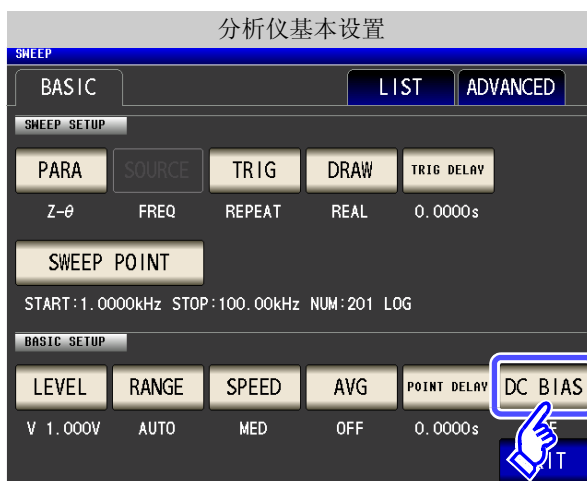 分析仪基本设置
SWEEP
BASIC LIST ADVANCED
SWEEP SETUP
PARA SOURCE TRIG DRAW TRIG DELAY
Z-θ FREQ REPEAT REAL 0.0000s
SWEEP POINT
START:1.0000kHz STOP:100.00kHz NUM:201 LOG
BASIC SETUP
LEVEL RANGE SPEED AVG POINT DELAY DC BIAS
V 1.000V AUTO MED OFF 0.0000s